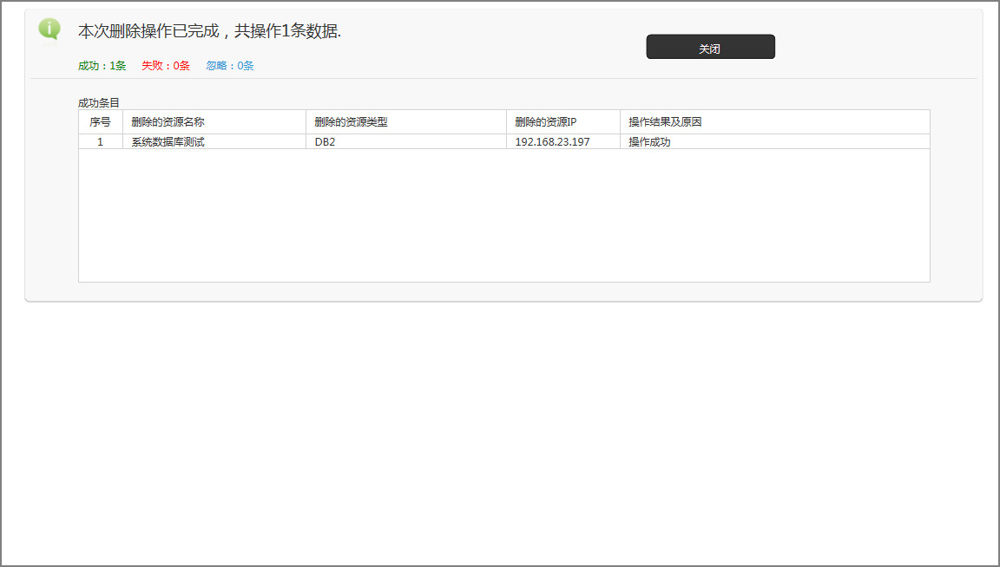 本次删除操作已完成，共操作1条数据.
关闭
成功：1条 失败：0条 忽略：0条
成功条目
序号 删除的资源名称 删除的资源类型 删除的资源IP 操作结果及原因
1 系统数据库测试 DB2 192.168.23.197 操作成功